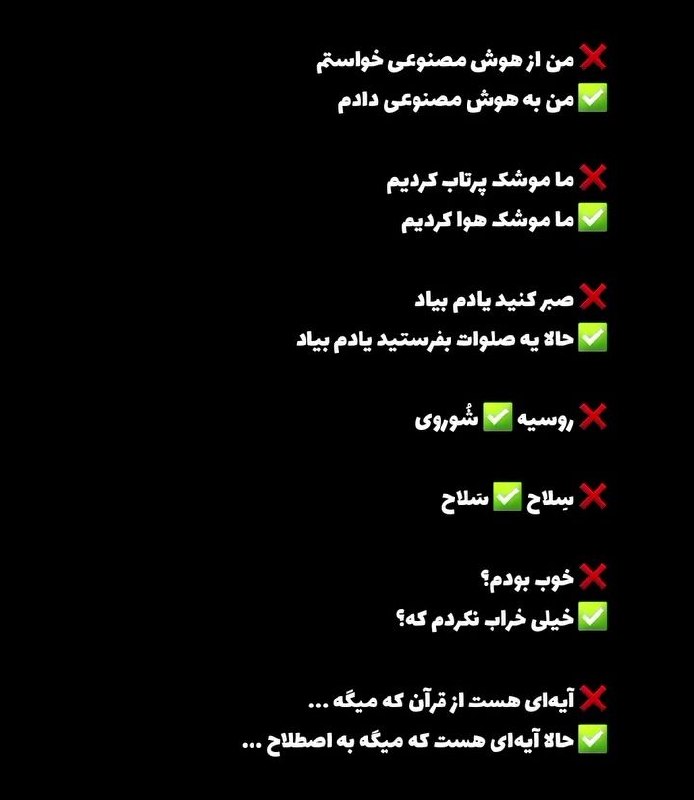 ❌من از هوش مصنوعی خواستم
✅من به هوش مصنوعی دادم
❌ما موشک پرتاب کردیم
✅ما موشک هوا کردیم
❌صبر کنید یادم بیاد
✅حالا یه صلوات بفرستید یادم بیاد
❌روسیه ✅شُوروی
❌سِلاح ✅سَلاح
❌خوب بودم؟
✅خیلی خراب نکردم که؟
❌آیه‌ای هست از قرآن که میگه ...
✅حالا آیه‌ای هست که میگه به اصطلاح ...